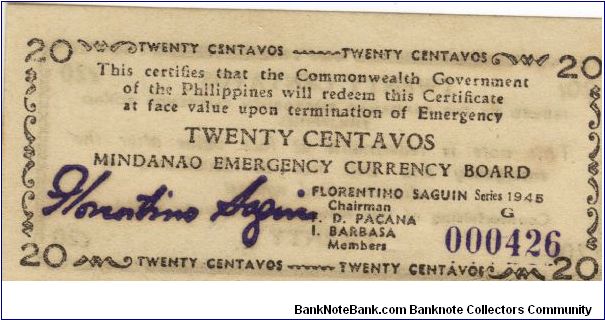 20 TWENTY CENTAVOS TWENTY CENTAVOS 20
This certifies that the Commonwealth Government
of the Philippines will redeem this Certificate
at face value upon termination of Emergency
TWENTY CENTAVOS
MINDANAO EMERGENCY CURRENCY BOARD
Florentino Saguin
FLORENTINO SAGUIN Series 1945
Chairman G
D. PACANA
I. BARBASA
Members
000426
20 TWENTY CENTAVOS TWENTY CENTAVOS 20
BankNoteBank.com Banknote Collectors Community